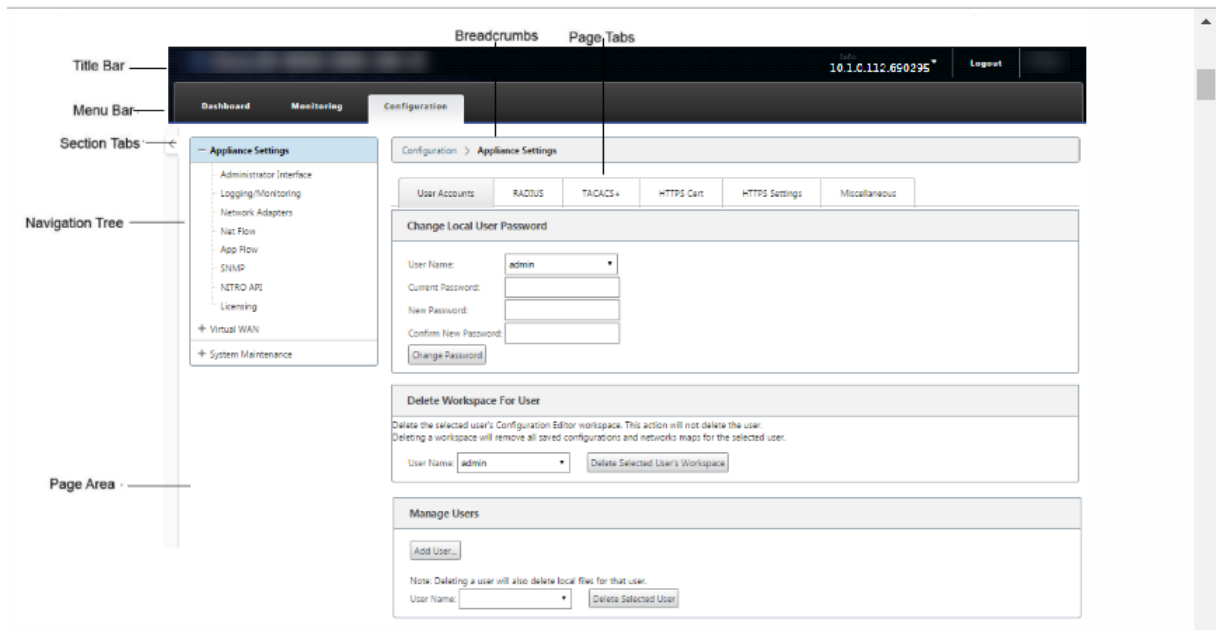 Breadcrumbs Page Tabs
Title Bar
10.1.0.112.690295 Logout
Menu Bar
Dashboard Monitoring Configuration
Section Tabs
Appliance Settings
Configuration > Appliance Settings
Administrator Interface
Logging/Monitoring
Network Adapters
Net Flow
App Flow
SNMP
NITRO API
Licensing
Virtual WAN
System Maintenance
Navigation Tree
User Accounts RADIUS TACACS+ HTTPS Cert HTTPS Settings Miscellaneous
Change Local User Password
User Name: admin
Current Password:
New Password:
Confirm New Password:
Change Password
Delete Workspace For User
Delete the selected user's Configuration Editor workspace. This action will not delete the user.
Deleting a workspace will remove all saved configurations and networks maps for the selected user.
User Name: admin Delete Selected User's Workspace
Page Area
Manage Users
Add User...
Note: Deleting a user will also delete local files for that user.
User Name: Delete Selected User